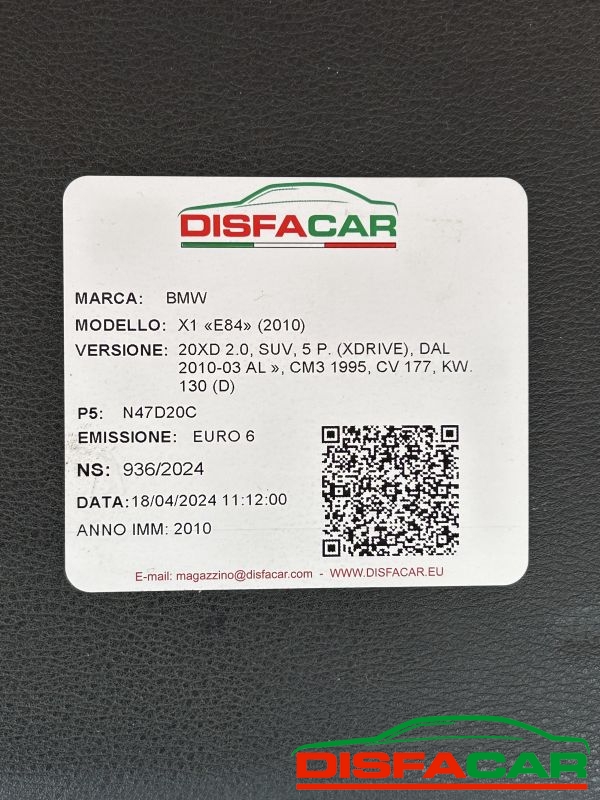 DISFACAR
MARCA: BMW
MODELLO: X1 «E84» (2010)
VERSIONE: 20XD 2.0, SUV, 5 P. (XDRIVE), DAL
2010-03 AL », CM3 1995, CV 177, KW.
130 (D)
P5: N47D20C
EMISSIONE: EURO 6
NS: 936/2024
DATA:18/04/2024 11:12:00
ANNO IMM: 2010
E-mail: magazzino@disfacar.com - WWW.DISFACAR.EU
DISFACAR